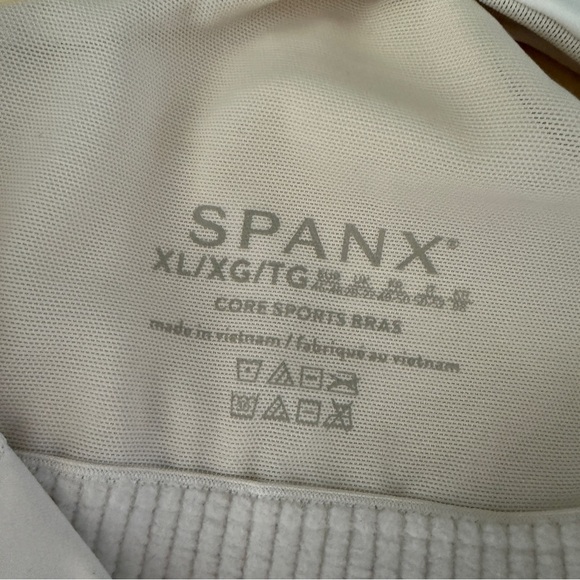 SPANX®
XL/XG/TG
CORE SPORTS BRAS
made in vietnam / fabriqué au vietnam